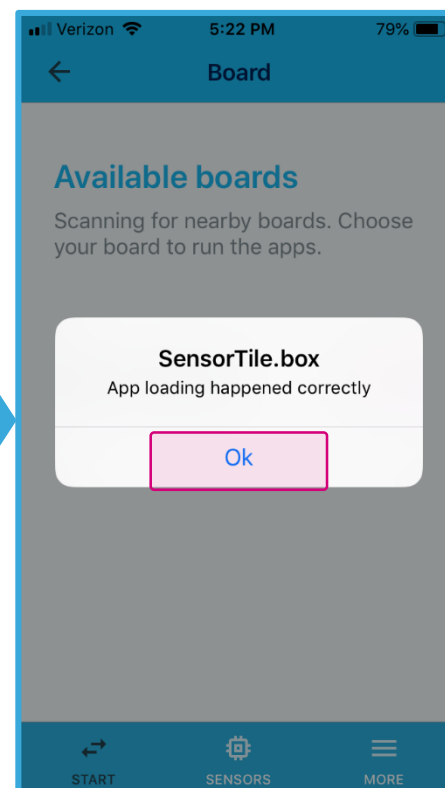 Verizon 5:22 PM 79%
Board
Available boards
Scanning for nearby boards. Choose
your board to run the apps.
SensorTile.box
App loading happened correctly
Ok
START SENSORS MORE